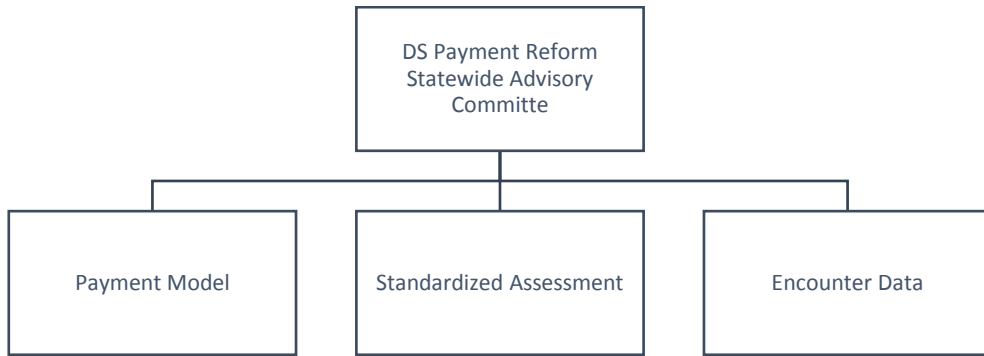 DS Payment Reform
Statewide Advisory
Committe
Payment Model
Standardized Assessment
Encounter Data